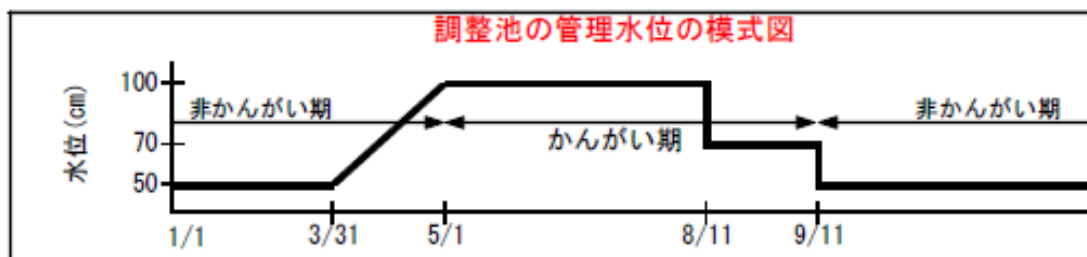 調整池の管理水位の模式図
水位(cm)
100
70
50
非かんがい期
かんがい期
非かんがい期
1/1
3/31
5/1
8/11
9/11